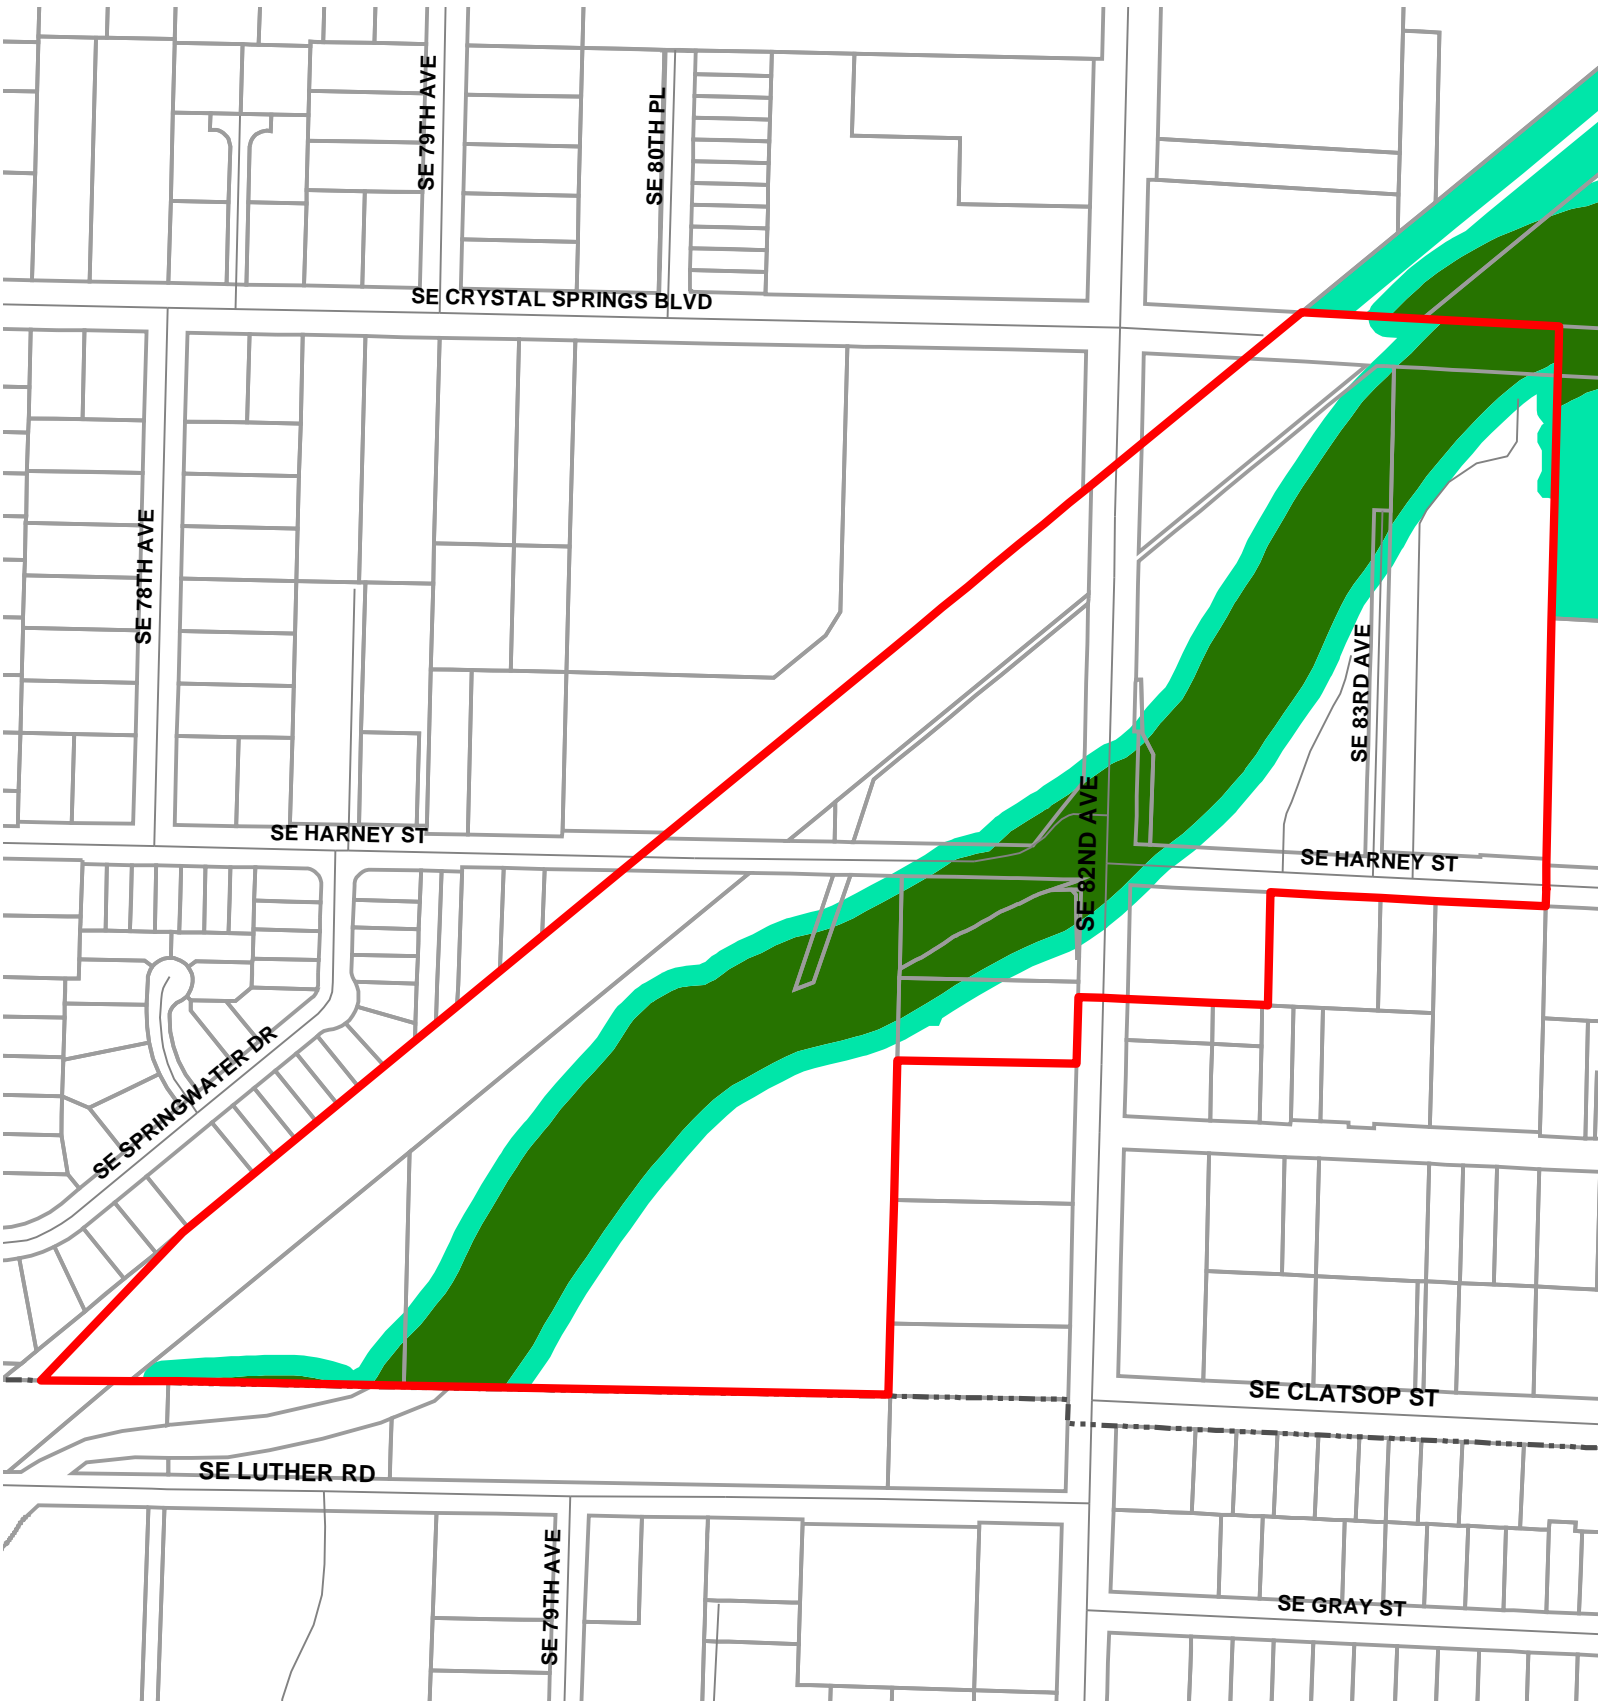 SE 79TH AVE
SE 80TH PL
SE CRYSTAL SPRINGS BLVD
SE 78TH AVE
SE 83RD AVE
SE HARNEY ST
SE 82ND AVE
SE HARNEY ST
SE SPRINGWATER DR
SE CLATSOP ST
SE LUTHER RD
SE 79TH AVE
SE GRAY ST